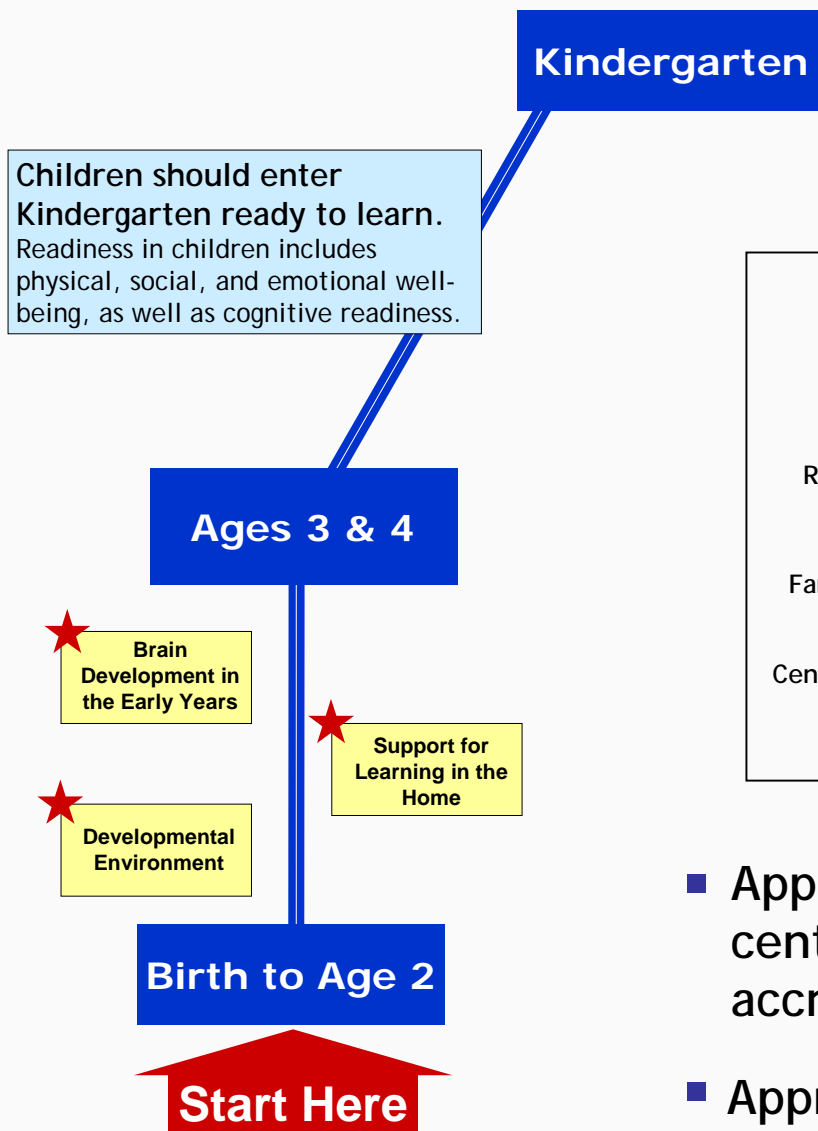 Kindergarten
Children should enter
Kindergarten ready to learn.
Readiness in children includes
physical, social, and emotional well-
being, as well as cognitive readiness.
Ages 3 & 4
Brain
Development in
the Early Years
Support for
Learning in the
Home
Developmental
Environment
Birth to Age 2
Start Here